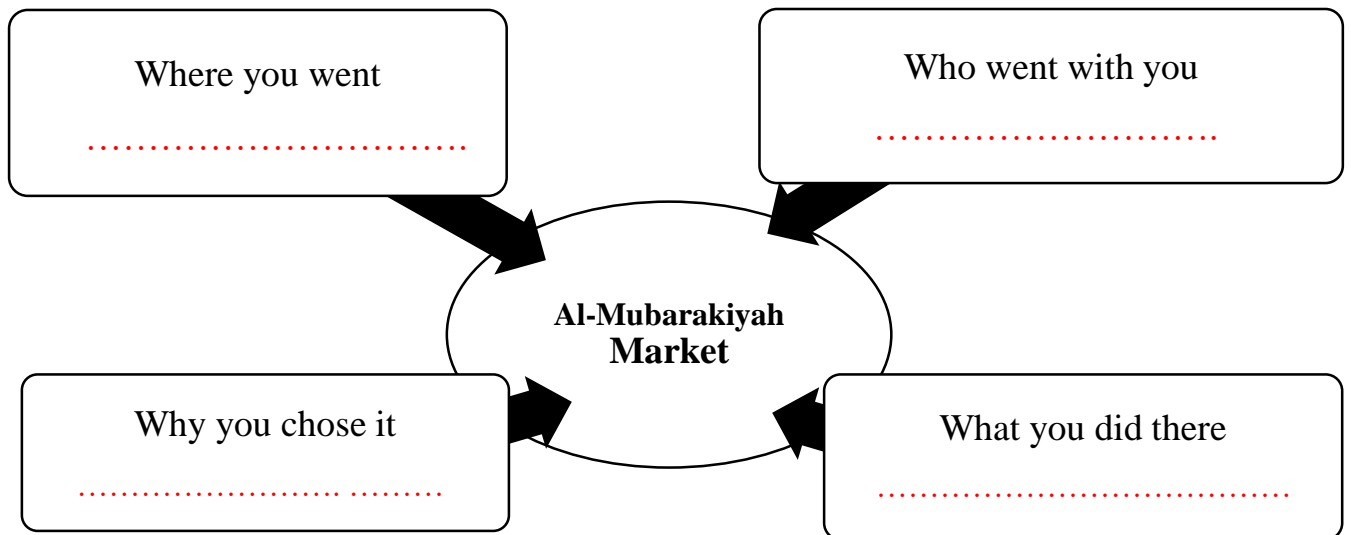 Where you went
……………………………
Who went with you
…………………………
Al-Mubarakiyah
Market
Why you chose it
…………………… ………
What you did there
…………………………………